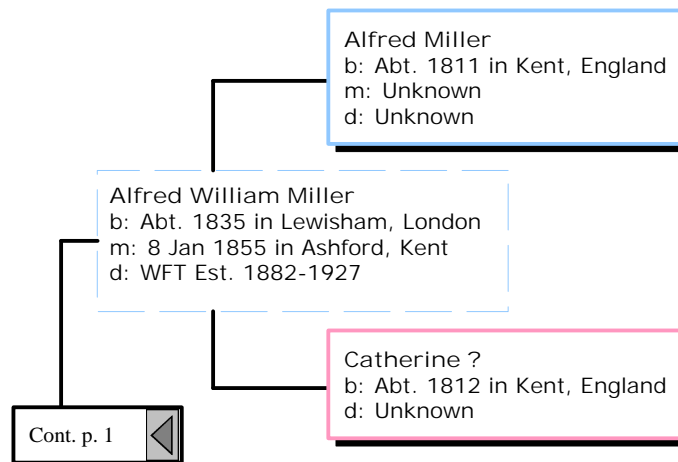 Alfred Miller
b: Abt. 1811 in Kent, England
m: Unknown
d: Unknown
Alfred William Miller
b: Abt. 1835 in Lewisham, London
m: 8 Jan 1855 in Ashford, Kent
d: WFT Est. 1882-1927
Catherine ?
b: Abt. 1812 in Kent, England
d: Unknown
Cont. p. 1